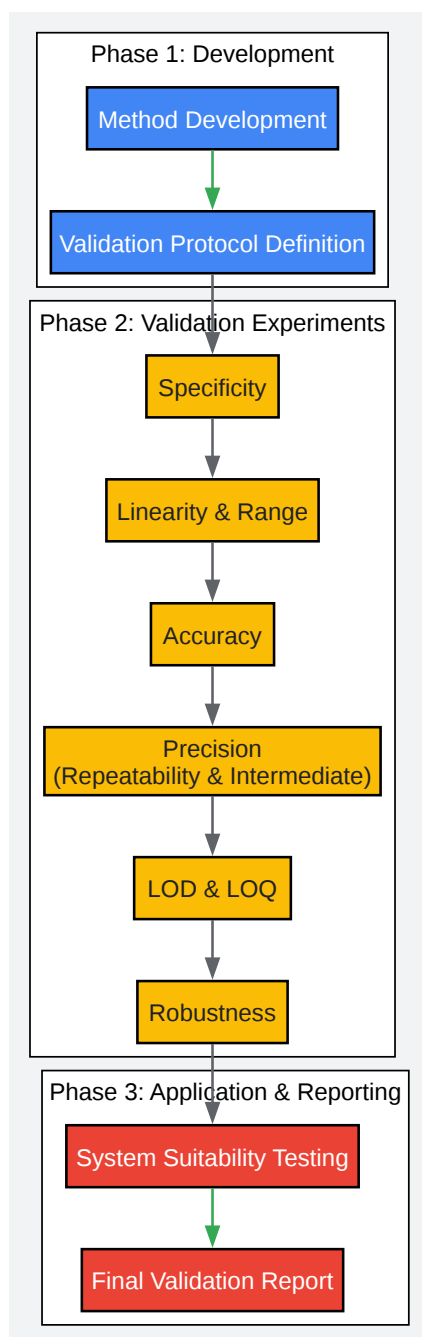 Phase 1: Development
Method Development
Validation Protocol Definition
Phase 2: Validation Experiments
Specificity
Linearity & Range
Accuracy
Precision
(Repeatability & Intermediate)
LOD & LOQ
Robustness
Phase 3: Application & Reporting
System Suitability Testing
Final Validation Report